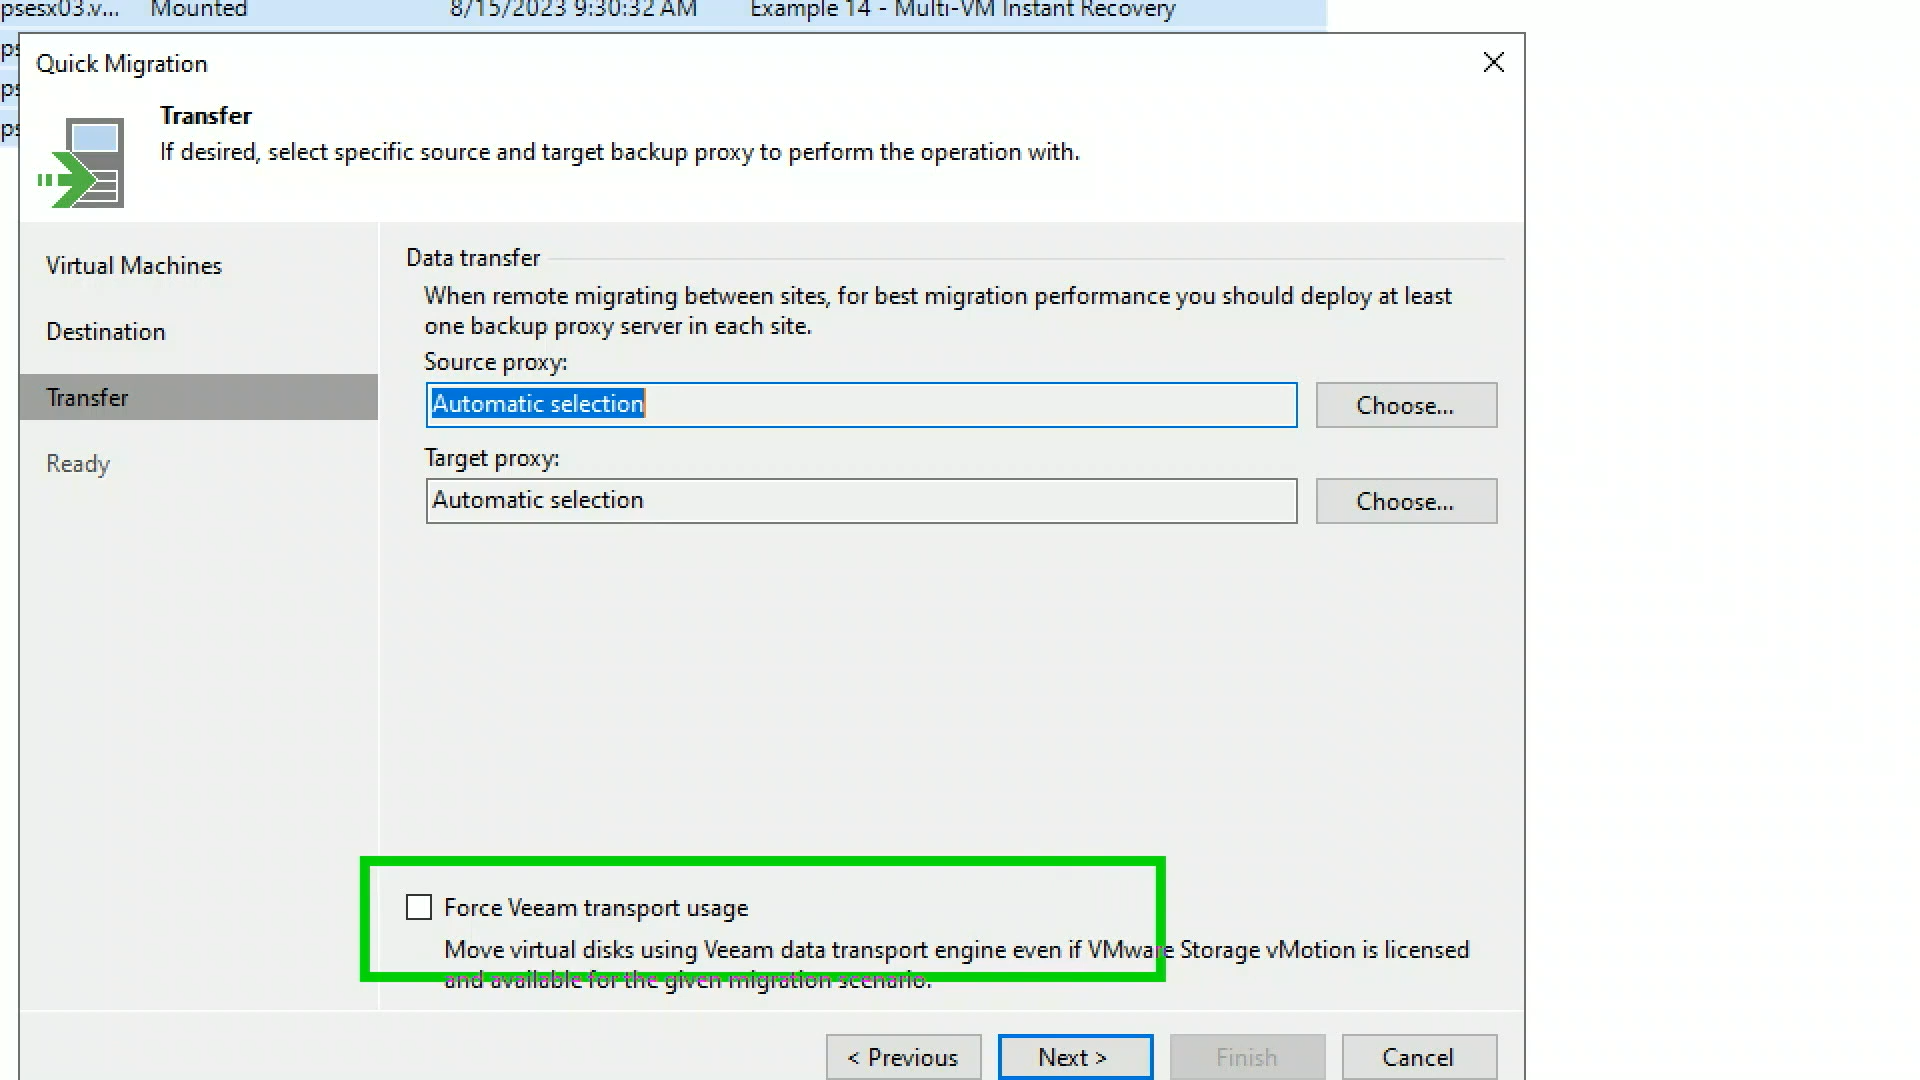 psesx03.v... Mounted 8/15/2023 9:30:32 AM Example 14 - Multi-VM Instant Recovery
ps
ps
ps
Quick Migration
Transfer
If desired, select specific source and target backup proxy to perform the operation with.
Virtual Machines
Destination
Transfer
Ready
Data transfer
When remote migrating between sites, for best migration performance you should deploy at least
one backup proxy server in each site.
Source proxy:
Automatic selection
Choose...
Target proxy:
Automatic selection
Choose...
Force Veeam transport usage
Move virtual disks using Veeam data transport engine even if VMware Storage vMotion is licensed
and available for the given migration scenario.
< Previous
Next >
Finish
Cancel